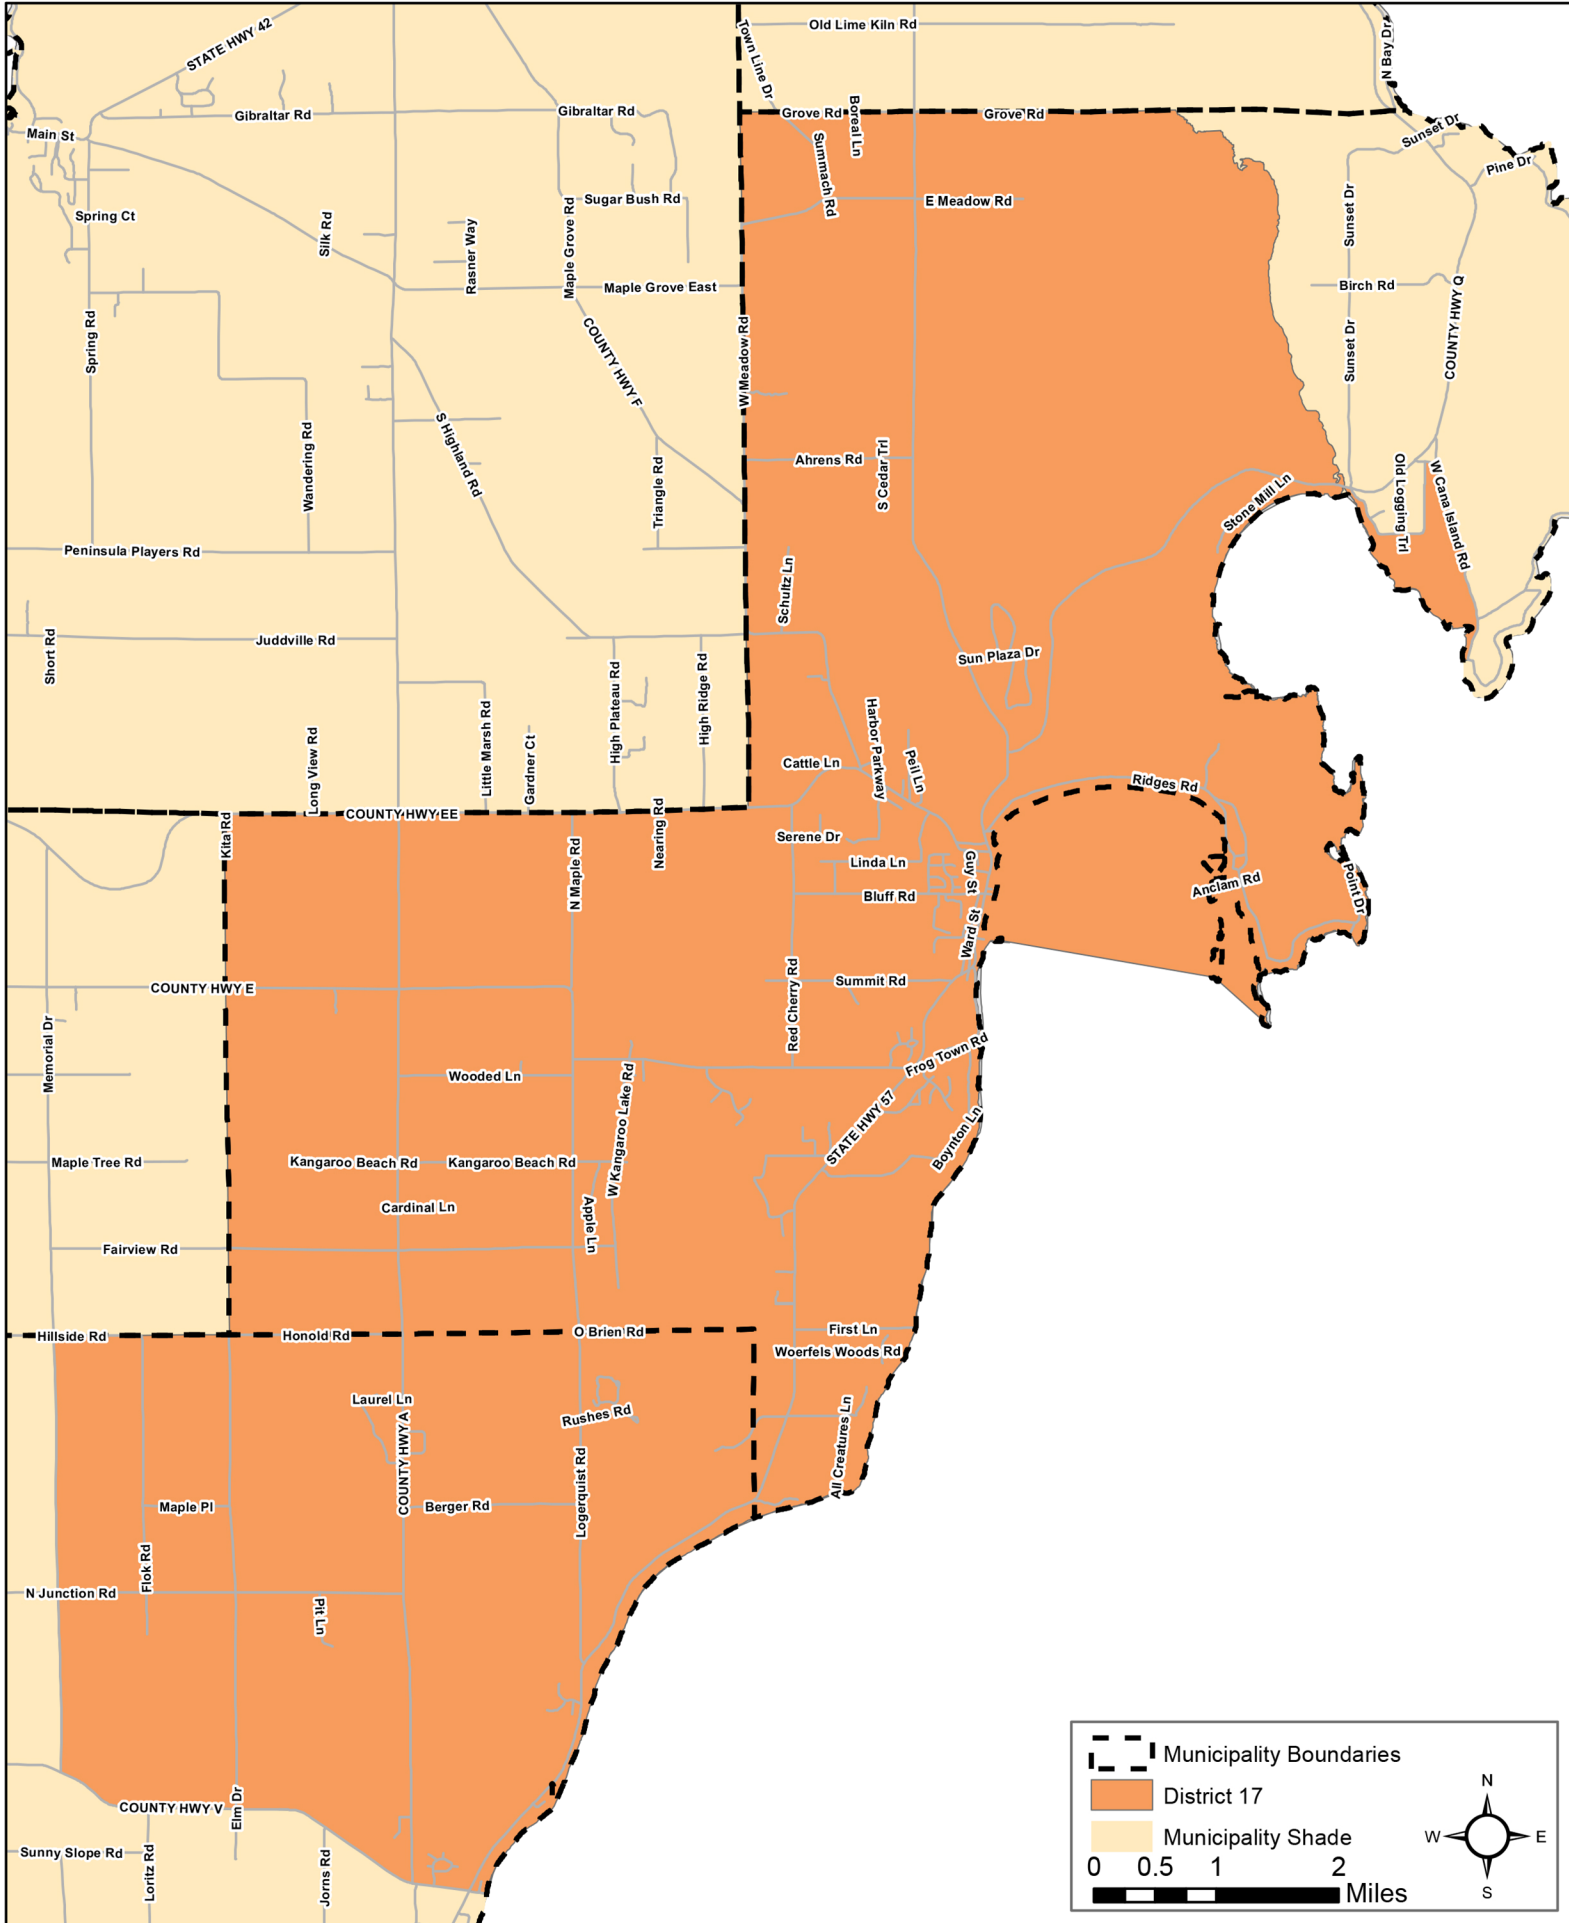 STATE HWY 42
Town Line Dr
Old Lime Kiln Rd
N Bay Dr
Gibraltar Rd
Gibraltar Rd
Grove Rd
Boreal Ln
Grove Rd
Main St
Sunset Dr
Pine Dr
Summach Rd
Sugar Bush Rd
E Meadow Rd
Spring Ct
Silk Rd
Rasner Way
Maple Grove Rd
Sunset Dr
Maple Grove East
Birch Rd
Spring Rd
COUNTY HWY F
W Meadow Rd
Sunset Dr
COUNTY HWY Q
Wandering Rd
S Highland Rd
Triangle Rd
Ahrens Rd
S Cedar Trl
Stone Mill Ln
Old Logging Trl
W Cana Island Rd
Peninsula Players Rd
Schultz Ln
Short Rd
Juddville Rd
Sun Plaza Dr
Long View Rd
Little Marsh Rd
Gardner Ct
High Plateau Rd
High Ridge Rd
Harbor Parkway
Peil Ln
Cattle Ln
Ridges Rd
Kita Rd
COUNTY HWY EE
Nearing Rd
N Maple Rd
Serene Dr
Linda Ln
Guy St
Bluff Rd
Anclam Rd
Point Dr
Ward St
COUNTY HWY E
Red Cherry Rd
Summit Rd
Memorial Dr
Frog Town Rd
Wooded Ln
W Kangaroo Lake Rd
STATE HWY 57
Boynton Ln
Maple Tree Rd
Kangaroo Beach Rd
Kangaroo Beach Rd
Cardinal Ln
Apple Ln
Fairview Rd
Hillside Rd
Honold Rd
O Brien Rd
First Ln
Woerfels Woods Rd
Laurel Ln
COUNTY HWY A
Rushes Rd
All Creatures Ln
Logerquist Rd
Maple Pl
Berger Rd
Flok Rd
N Junction Rd
Pit Ln
COUNTY HWY V
Elm Dr
Sunny Slope Rd
Loritz Rd
Jorns Rd
Municipality Boundaries
District 17
Municipality Shade
0 0.5 1 2
Miles
N
W E
S